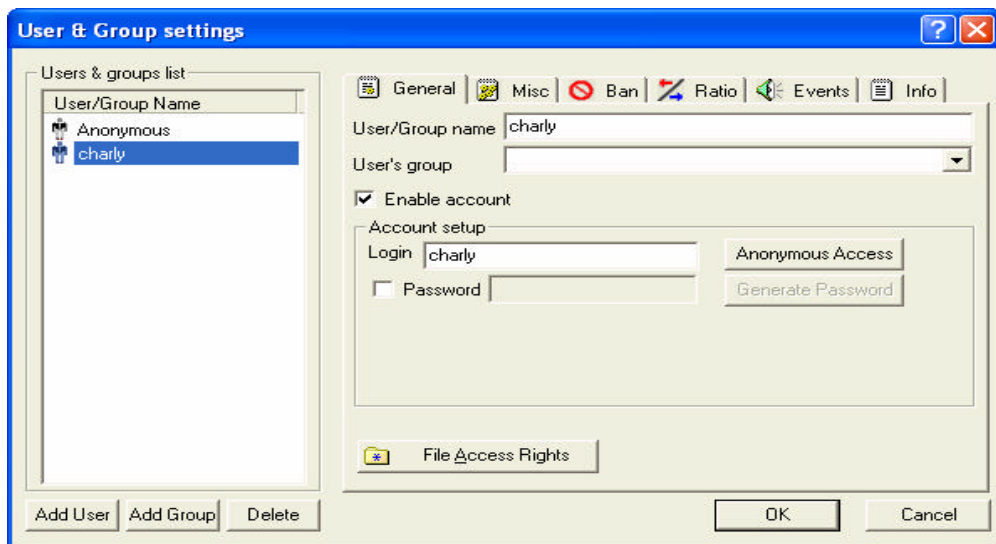 User & Group settings
Users & groups list
User/Group Name
Anonymous
charly
General Misc Ban Ratio Events Info
User/Group name charly
User's group
Enable account
Account setup
Login charly Anonymous Access
Password Generate Password
File Access Rights
Add User Add Group Delete OK Cancel